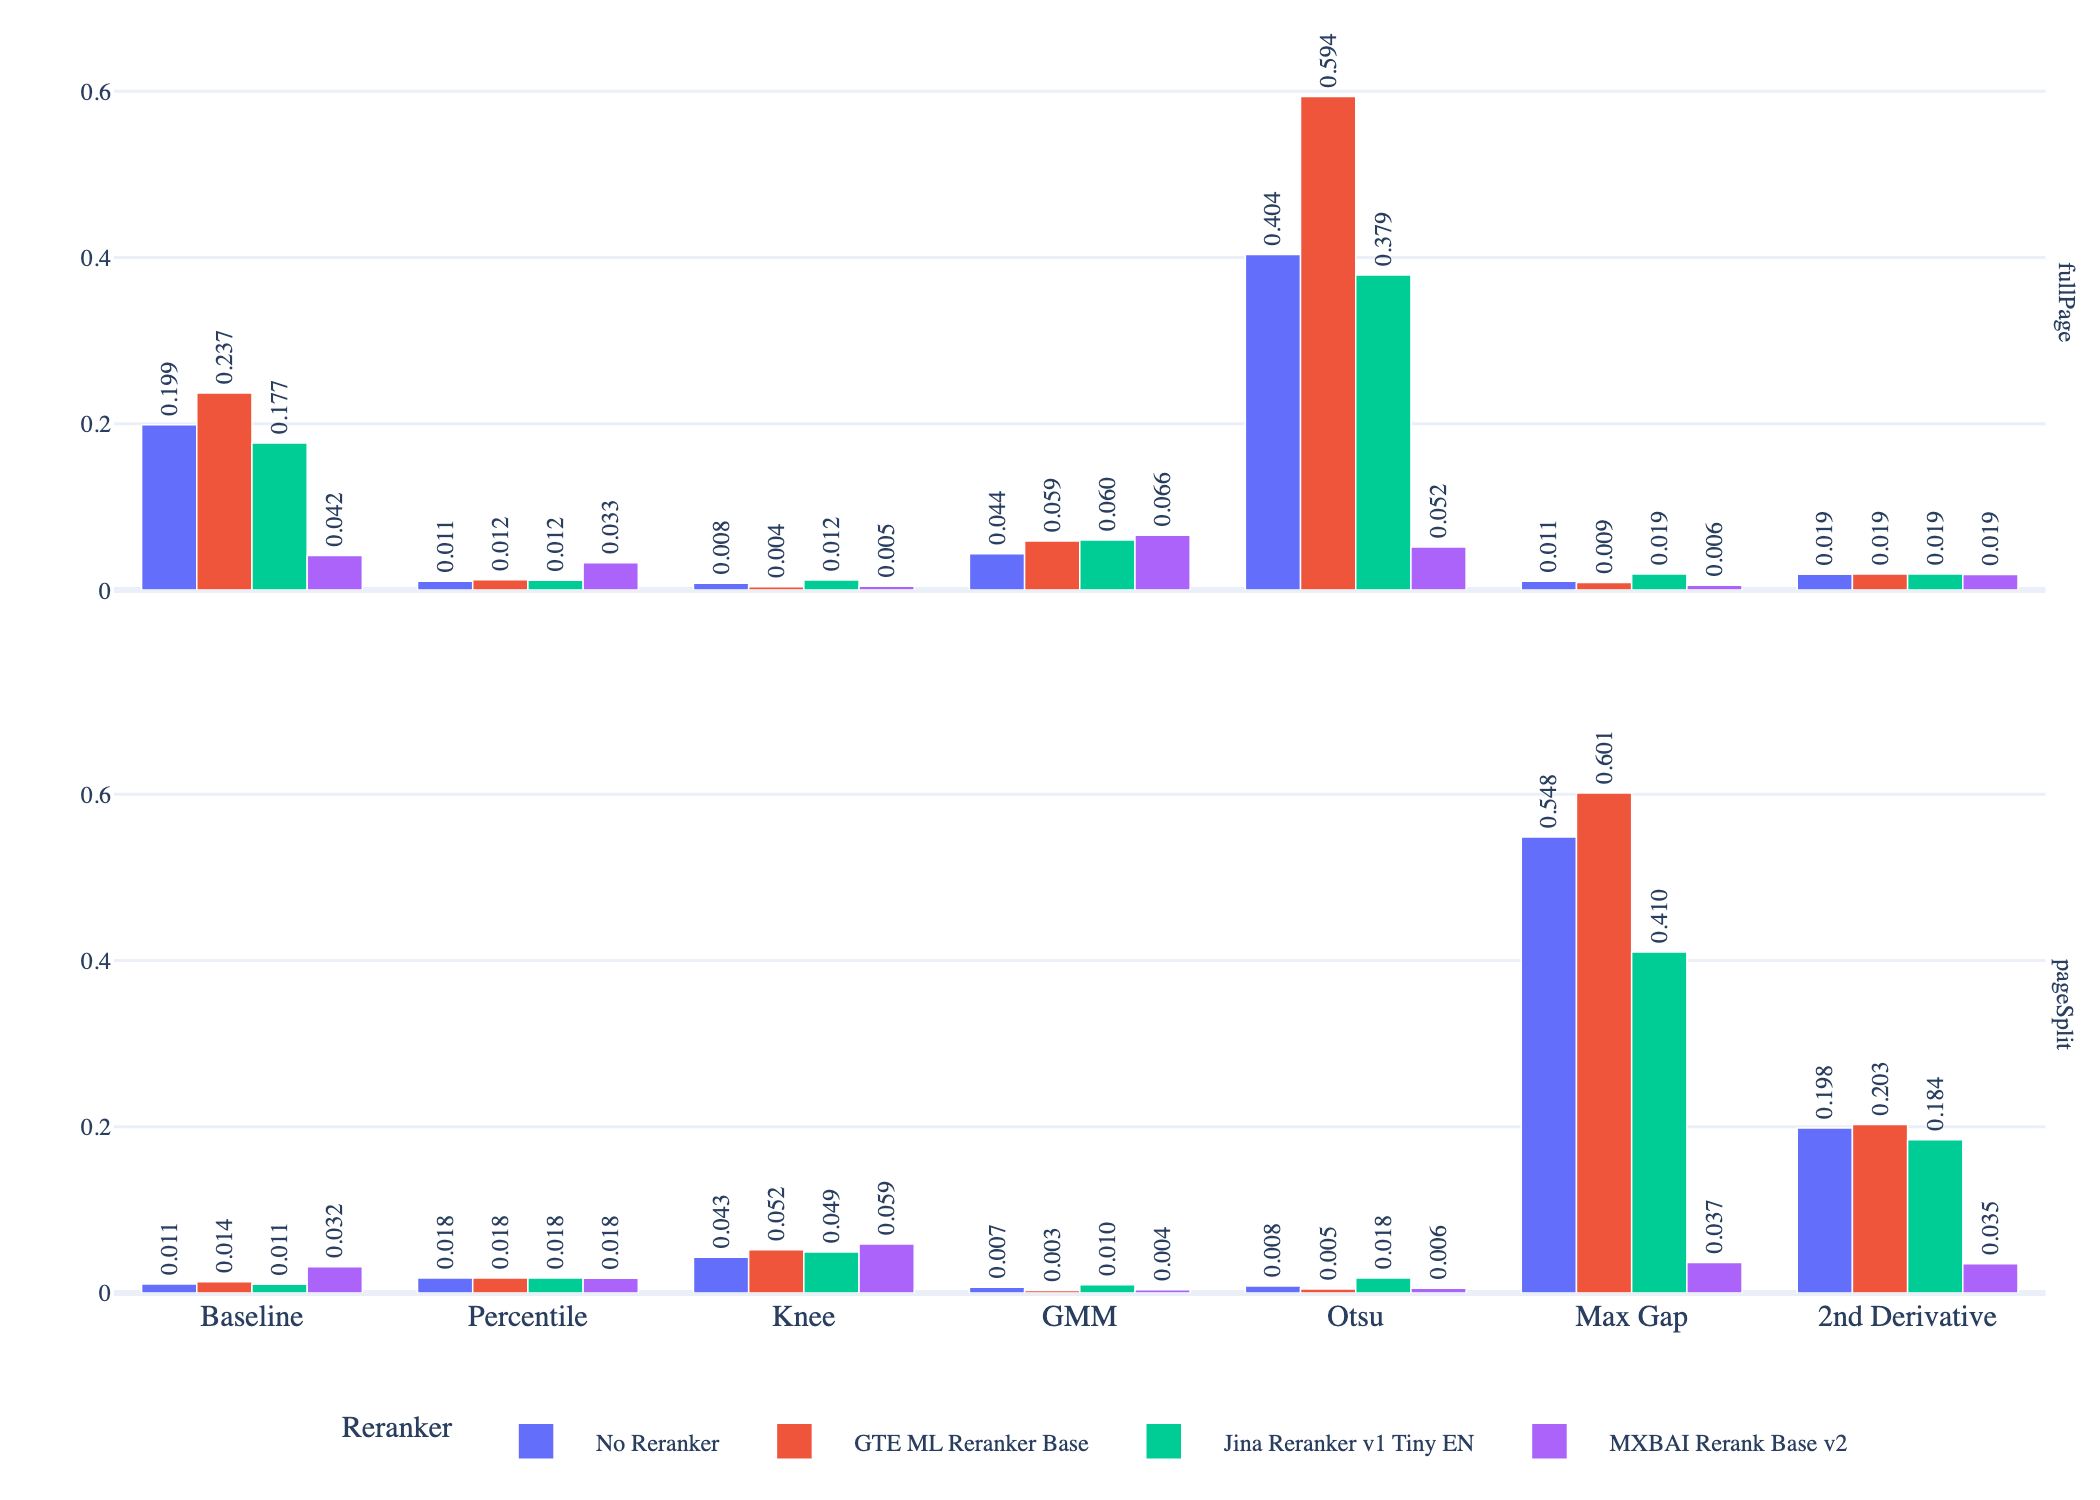 0.6
0.4
0.2
0
0.199 0.237 0.177 0.042
0.011 0.012 0.012 0.033
0.008 0.004 0.012 0.005
0.044 0.059 0.060 0.066
0.404 0.594 0.379 0.052
0.011 0.009 0.019 0.006
0.019 0.019 0.019 0.019
fullPage
0.6
0.4
0.2
0
0.011 0.014 0.011 0.032
0.018 0.018 0.018 0.018
0.043 0.052 0.049 0.059
0.007 0.003 0.010 0.004
0.008 0.005 0.018 0.006
0.548 0.601 0.410 0.037
0.198 0.203 0.184 0.035
pageSplit
Baseline Percentile Knee GMM Otsu Max Gap 2nd Derivative
Reranker No Reranker GTE ML Reranker Base Jina Reranker v1 Tiny EN MXBAI Rerank Base v2